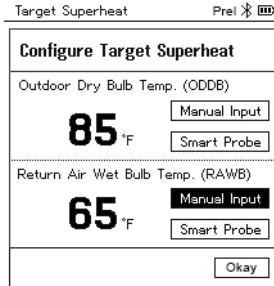 Target Superheat Prel
Configure Target Superheat
Outdoor Dry Bulb Temp. (ODDB)
85 °F
Manual Input
Smart Probe
Return Air Wet Bulb Temp. (RAWB)
65 °F
Manual Input
Smart Probe
Okay